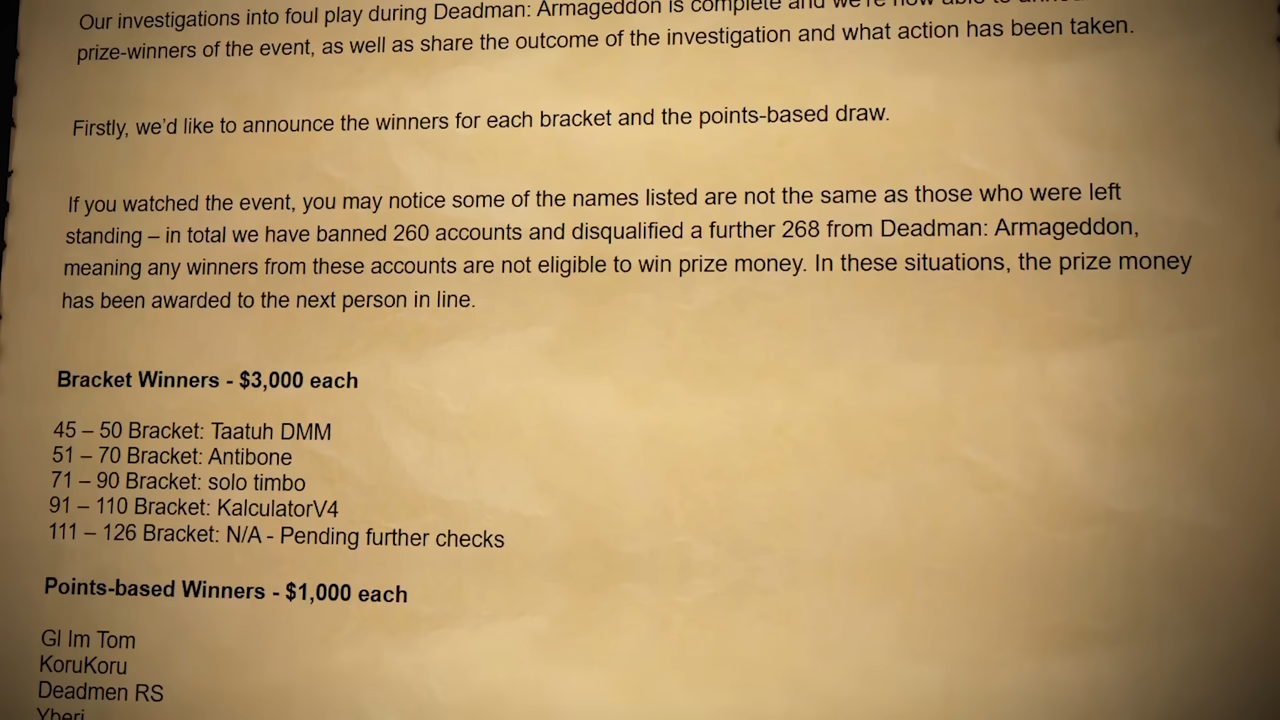 Our investigations into foul play during Deadman: Armageddon is complete and we're now able to
prize-winners of the event, as well as share the outcome of the investigation and what action has been taken.
Firstly, we'd like to announce the winners for each bracket and the points-based draw.
If you watched the event, you may notice some of the names listed are not the same as those who were left
standing – in total we have banned 260 accounts and disqualified a further 268 from Deadman: Armageddon,
meaning any winners from these accounts are not eligible to win prize money. In these situations, the prize money
has been awarded to the next person in line.
Bracket Winners - $3,000 each
45 – 50 Bracket: Taatuh DMM
51 – 70 Bracket: Antibone
71 – 90 Bracket: solo timbo
91 – 110 Bracket: KalculatorV4
111 – 126 Bracket: N/A - Pending further checks
Points-based Winners - $1,000 each
Gl Im Tom
KoruKoru
Deadmen RS